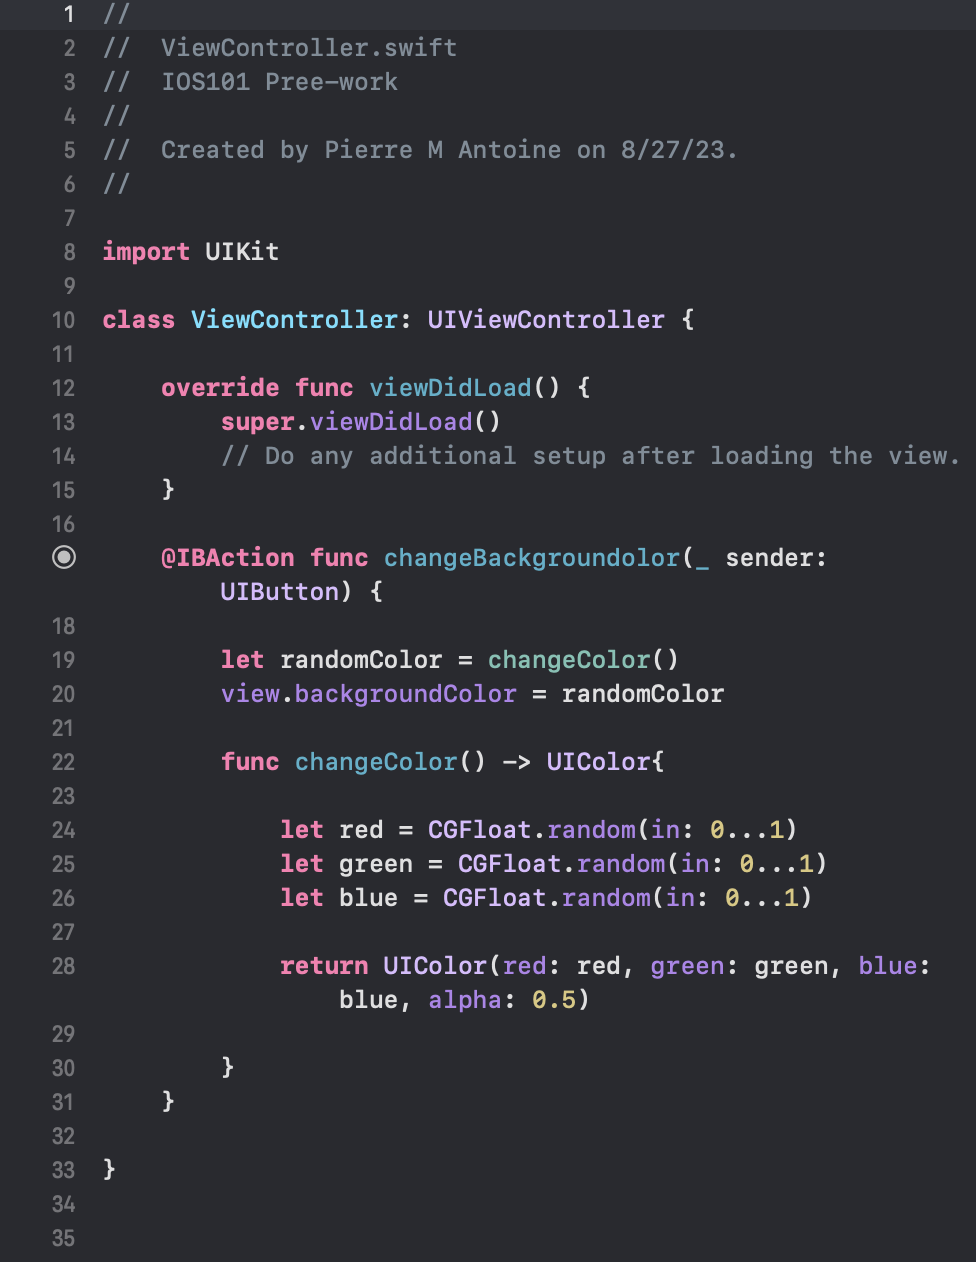 1 //
2 //  ViewController.swift
3 //  IOS101 Pree-work
4 //
5 //  Created by Pierre M Antoine on 8/27/23.
6 //
7
8 import UIKit
9
10 class ViewController: UIViewController {
11
12     override func viewDidLoad() {
13         super.viewDidLoad()
14         // Do any additional setup after loading the view.
15     }
16
    @IBAction func changeBackgroundolor(_ sender:
        UIButton) {
18
19         let randomColor = changeColor()
20         view.backgroundColor = randomColor
21
22         func changeColor() -> UIColor{
23
24             let red = CGFloat.random(in: 0...1)
25             let green = CGFloat.random(in: 0...1)
26             let blue = CGFloat.random(in: 0...1)
27
28             return UIColor(red: red, green: green, blue:
                blue, alpha: 0.5)
29
30         }
31     }
32
33 }
34
35